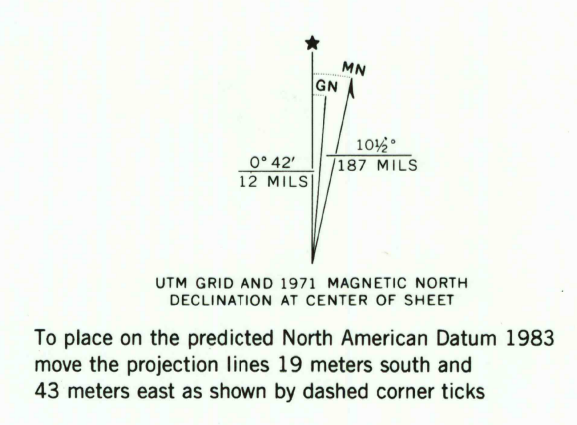 ★
MN
GN
10½°
187 MILS
0° 42′
12 MILS
UTM GRID AND 1971 MAGNETIC NORTH
DECLINATION AT CENTER OF SHEET
To place on the predicted North American Datum 1983
move the projection lines 19 meters south and
43 meters east as shown by dashed corner ticks